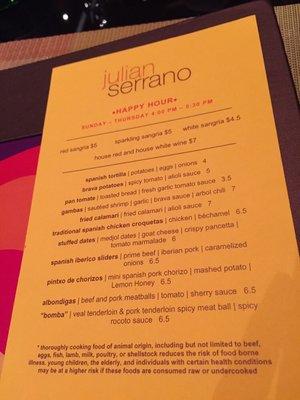 julian
serrano
•HAPPY HOUR•
SUNDAY – THURSDAY 4:00 PM – 5:30 PM
red sangria $5 sparkling sangria $5 white sangria $4.5
house red and house white wine $7
spanish tortilla | potatoes | eggs | onions 4
brava potatoes | spicy tomato | alioli sauce 5
pan tomate | toasted bread | fresh garlic tomato sauce 3.5
gambas | sautéed shrimp | garlic | brava sauce | arbol chili 7
fried calamari | fried calamari | alioli sauce 7
traditional spanish chicken croquetas | chicken | béchamel 6.5
stuffed dates | medjol dates | goat cheese | crispy pancetta |
tomato marmalade 6
spanish iberico sliders | prime beef | iberian pork | caramelized
onions 6.5
pintxo de chorizos | mini spanish pork chorizo | mashed potato |
Lemon Honey 6.5
albondigas | beef and pork meatballs | tomato | sherry sauce 6.5
"bomba" | veal tenderloin & pork tenderloin spicy meat ball | spicy
rocoto sauce 6.5
* thoroughly cooking food of animal origin, including but not limited to beef,
eggs, fish, lamb, milk, poultry, or shellstock reduces the risk of food borne
illness, young children, the elderly, and individuals with certain health conditions
may be at a higher risk if these foods are consumed raw or undercooked